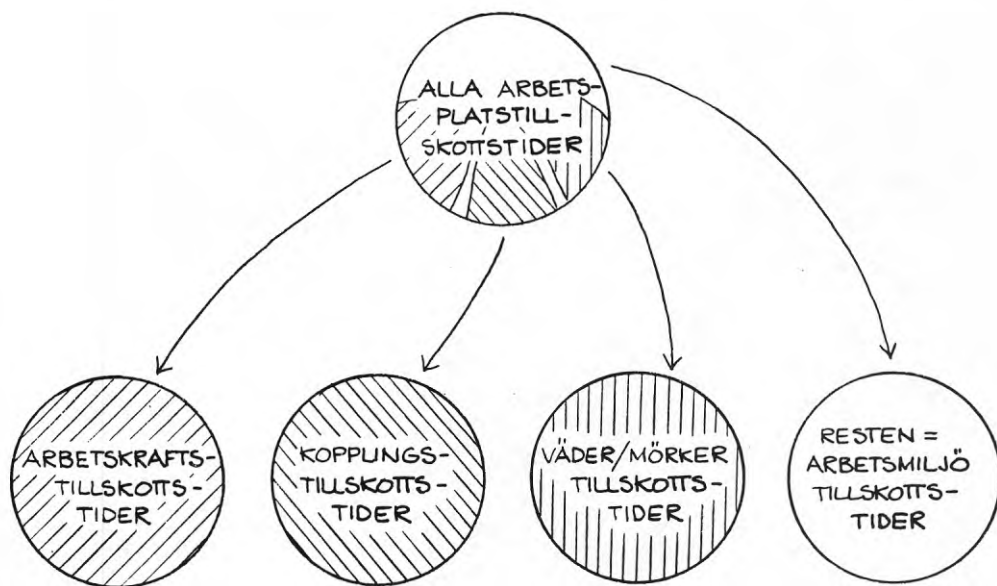 ALLA ARBETS-
PLATSTILL-
SKOTTSTIDER
ARBETSKRAFTS-
TILLSKOTTS-
TIDER
KOPPLINGS-
TILLSKOTTS-
TIDER
VÄDER/MÖRKER
TILLSKOTTS-
TIDER
RESTEN =
ARBETSMILJÖ
TILLSKOTTS-
TIDER